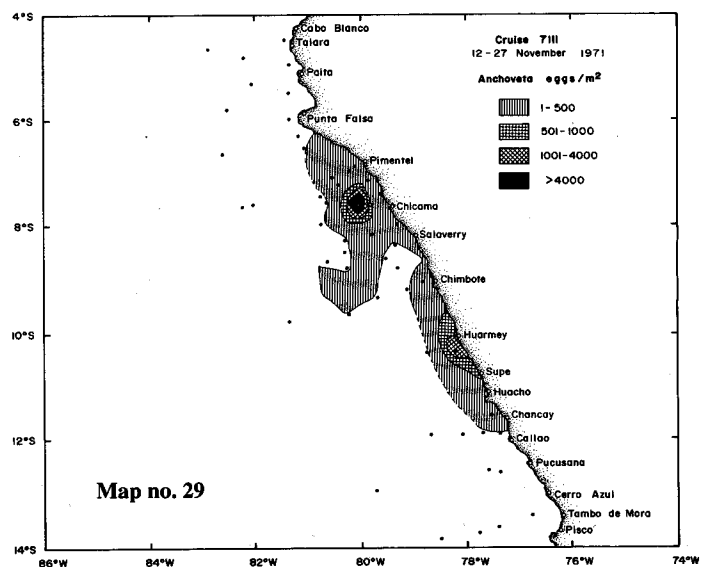 4°S
Cabo Blanco
Talara
Paita
6°S
Punta Falsa
Pimentel
8°S
Chicama
Salaverry
Chimbote
10°S
Huarmey
Supe
Huacho
Chancay
12°S
Callao
Pucusana
Cerro Azul
Tambo de Mora
Pisco
14°S
86°W
84°W
82°W
80°W
78°W
76°W
74°W
Cruise 7111
12-27 November 1971
Anchoveta eggs/m²
1-500
501-1000
1001-4000
>4000
Map no. 29